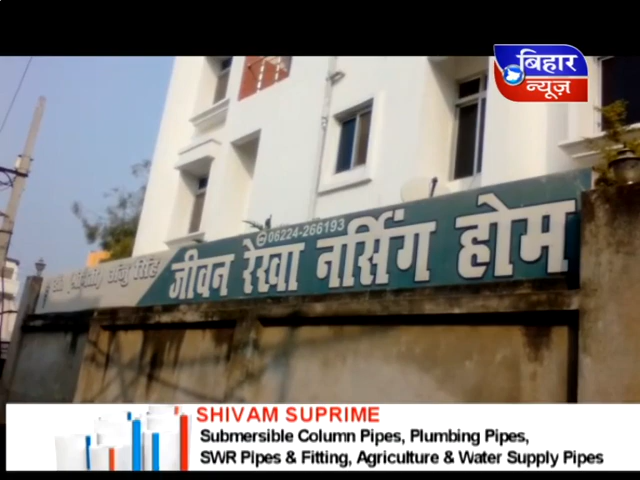 बिहार
न्यूज़
06224-266193
जीवन रेखा नर्सिंग होम
SHIVAM SUPRIME
Submersible Column Pipes, Plumbing Pipes,
SWR Pipes & Fitting, Agriculture & Water Supply Pipes